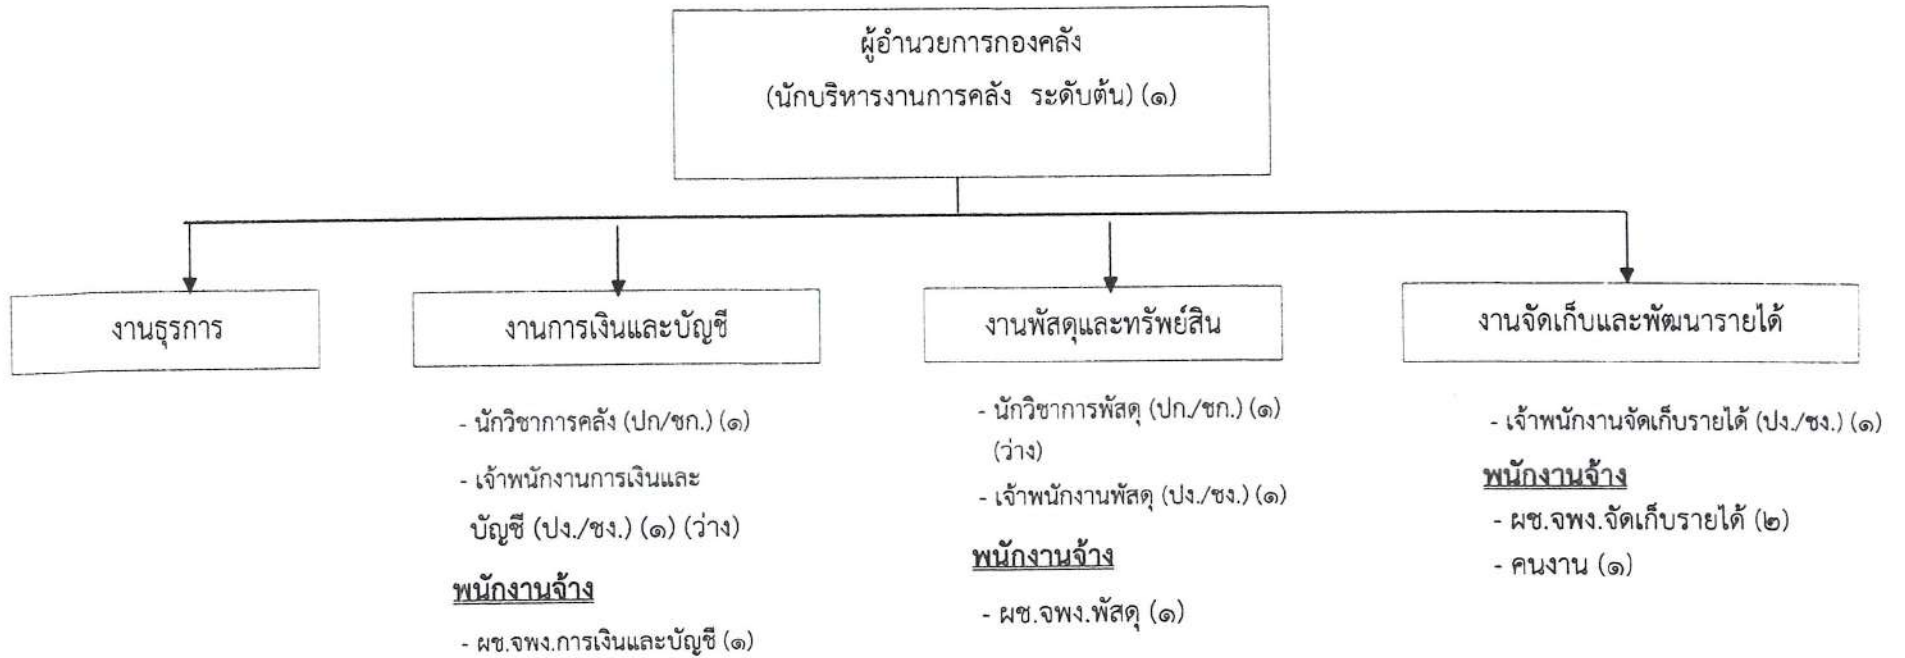 ผู้อำนวยการกองคลัง
(นักบริหารงานการคลัง ระดับต้น) (๑)
งานธุรการ
งานการเงินและบัญชี
- นักวิชาการคลัง (ปก/ชก.) (๑)
- เจ้าพนักงานการเงินและ
บัญชี (ปง./ชง.) (๑) (ว่าง)
พนักงานจ้าง
- ผช.จพง.การเงินและบัญชี (๑)
งานพัสดุและทรัพย์สิน
- นักวิชาการพัสดุ (ปก./ชก.) (๑)
(ว่าง)
- เจ้าพนักงานพัสดุ (ปง./ชง.) (๑)
พนักงานจ้าง
- ผช.จพง.พัสดุ (๑)
งานจัดเก็บและพัฒนารายได้
- เจ้าพนักงานจัดเก็บรายได้ (ปง./ชง.) (๑)
พนักงานจ้าง
- ผช.จพง.จัดเก็บรายได้ (๒)
- คนงาน (๑)